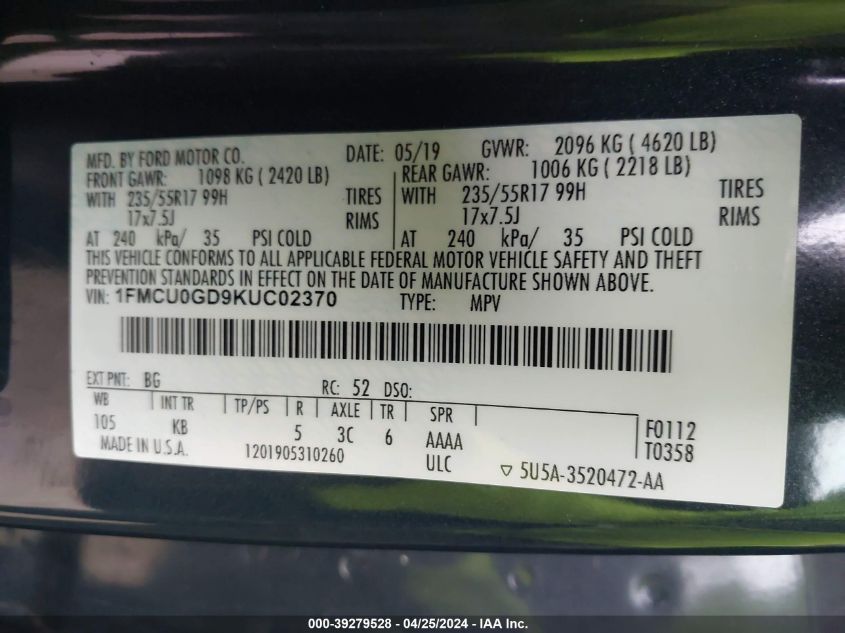 MFD. BY FORD MOTOR CO. DATE: 05/19 GVWR: 2096 KG ( 4620 LB)
FRONT GAWR: 1098 KG ( 2420 LB) REAR GAWR: 1006 KG ( 2218 LB)
WITH 235/55R17 99H TIRES WITH 235/55R17 99H TIRES
17x7.5J RIMS 17x7.5J RIMS
AT 240 kPa/ 35 PSI COLD AT 240 kPa/ 35 PSI COLD
THIS VEHICLE CONFORMS TO ALL APPLICABLE FEDERAL MOTOR VEHICLE SAFETY AND THEFT
PREVENTION STANDARDS IN EFFECT ON THE DATE OF MANUFACTURE SHOWN ABOVE.
VIN: 1FMCU0GD9KUC02370 TYPE: MPV
EXT PNT: BG RC: 52 DSO:
WB INT TR TP/PS R AXLE TR SPR
105 KB 5 3C 6 AAAA F0112
MADE IN U.S.A. 1201905310260 ULC T0358
▽ 5U5A-3520472-AA
000-39279528 - 04/25/2024 - IAA Inc.